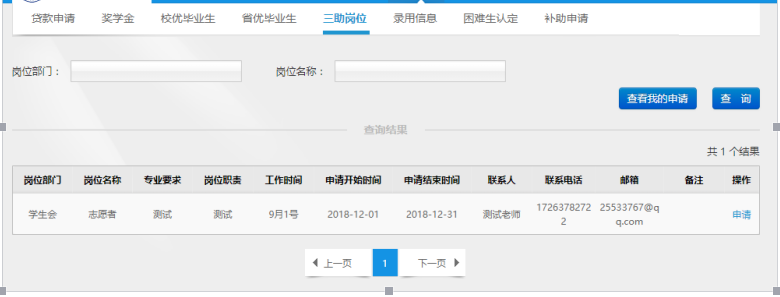 贷款申请 奖学金 校优毕业生 省优毕业生 三助岗位 录用信息 困难生认定 补助申请
岗位部门： 岗位名称：
查看我的申请 查 询
查询结果
共 1 个结果
岗位部门 岗位名称 专业要求 岗位职责 工作时间 申请开始时间 申请结束时间 联系人 联系电话 邮箱 备注 操作
学生会 志愿者 测试 测试 9月1号 2018-12-01 2018-12-31 测试老师 1726378272 25533767@q 申请
2 q.com
上一页 1 下一页